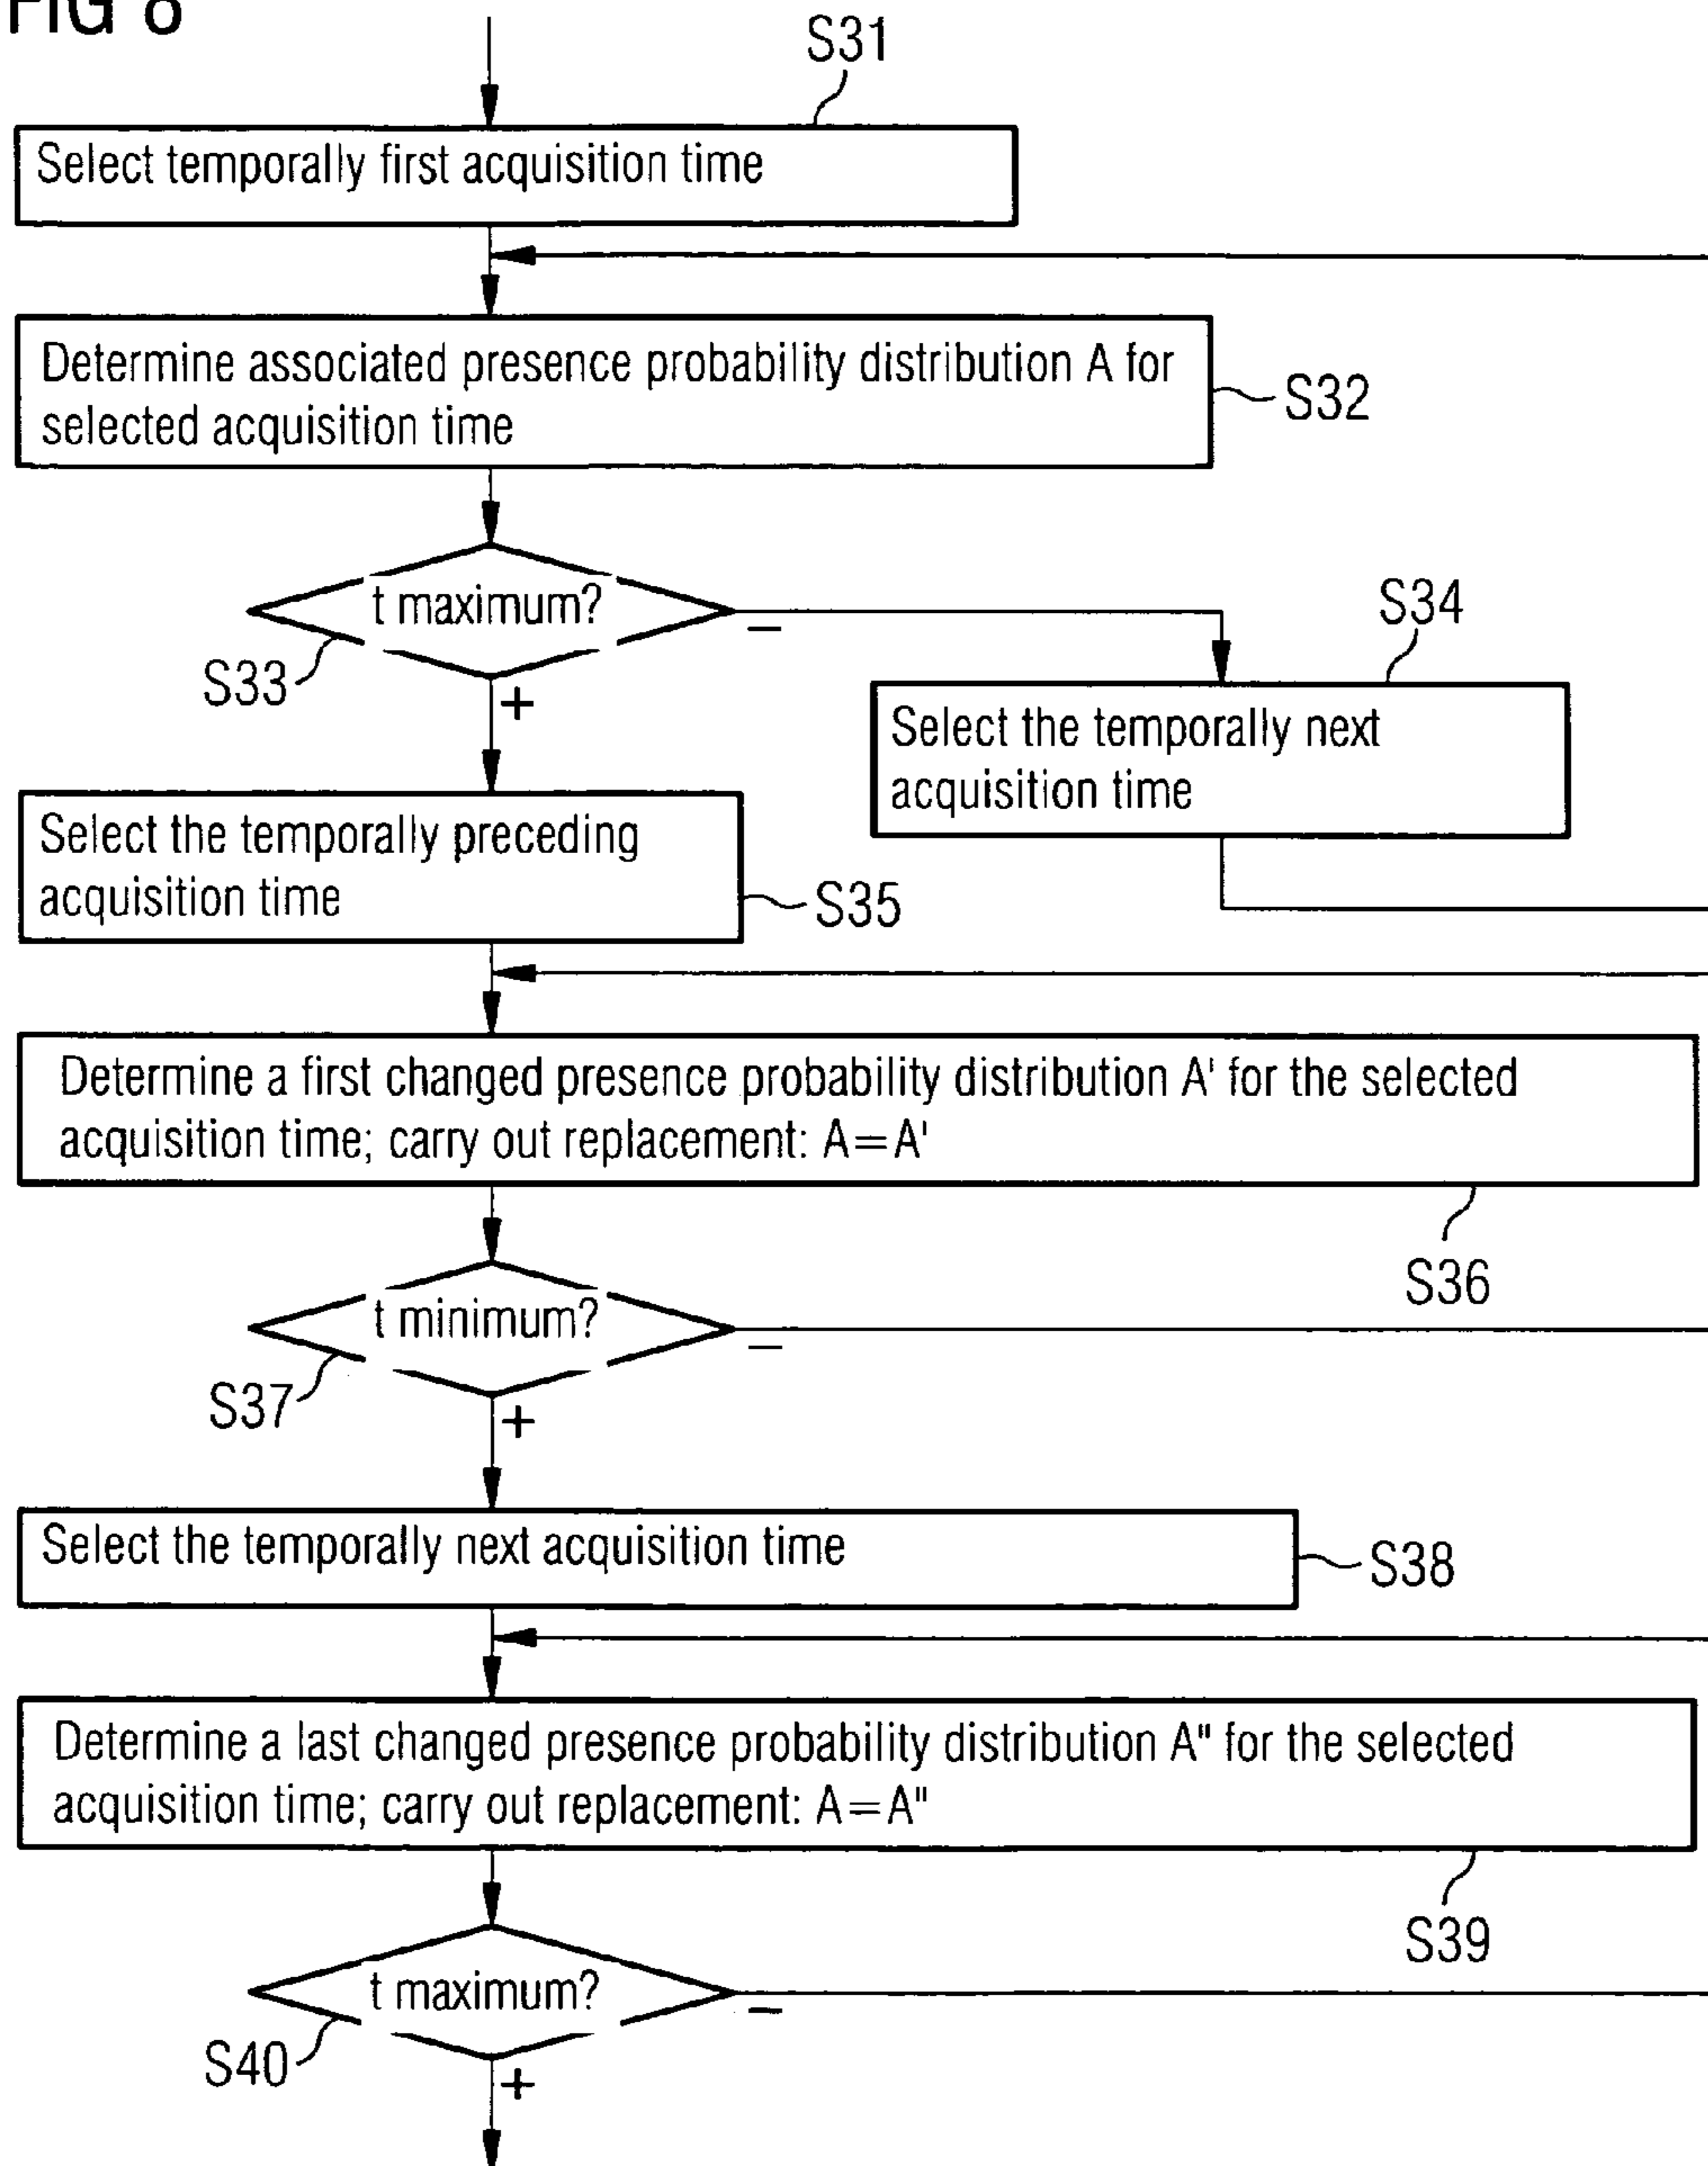 FIG 8
S31
Select temporally first acquisition time
Determine associated presence probability distribution A for
selected acquisition time
S32
t maximum?
–
S33
+
S34
Select the temporally next
acquisition time
Select the temporally preceding
acquisition time
S35
Determine a first changed presence probability distribution A' for the selected
acquisition time; carry out replacement: A=A'
S36
t minimum?
–
S37
+
Select the temporally next acquisition time
S38
Determine a last changed presence probability distribution A" for the selected
acquisition time; carry out replacement: A=A"
S39
t maximum?
–
S40
+